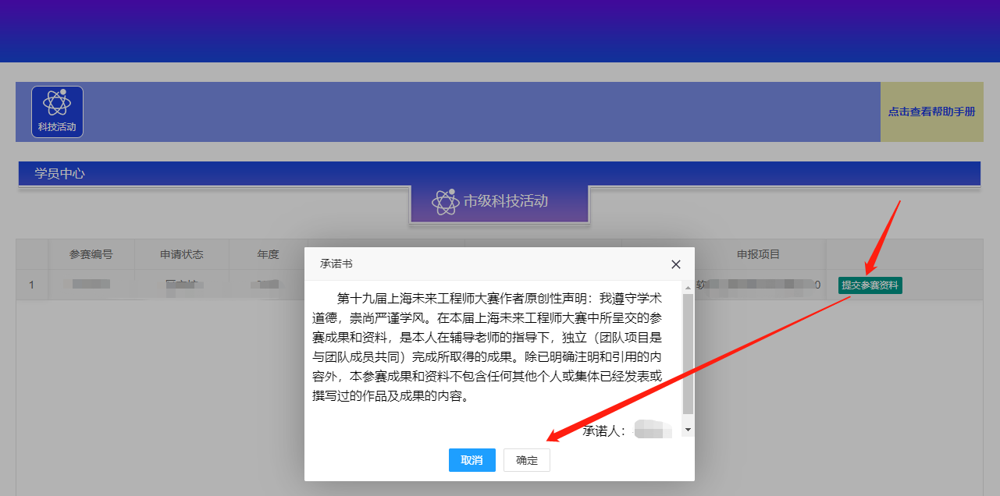 科技活动
点击查看帮助手册
学员中心
市级科技活动
参赛编号 申请状态 年度 申报项目
1 软 0 提交参赛资料
承诺书
第十九届上海未来工程师大赛作者原创性声明：我遵守学术
道德，崇尚严谨学风。在本届上海未来工程师大赛中所呈交的参
赛成果和资料，是本人在辅导老师的指导下，独立（团队项目是
与团队成员共同）完成所取得的成果。除已明确注明和引用的内
容外，本参赛成果和资料不包含任何其他个人或集体已经发表或
撰写过的作品及成果的内容。
承诺人：
取消 确定